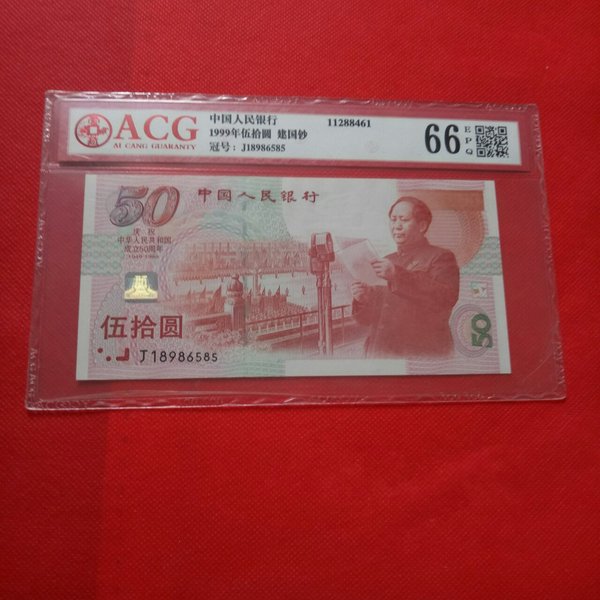 ACG
AI CANG GUARANTY
中国人民银行
1999年伍拾圆 建国钞
冠号：J18986585
11288461
66
EPQ
50
中国人民银行
庆祝
中华人民共和国
成立50周年
1949-1999
伍拾圆
J18986585
50